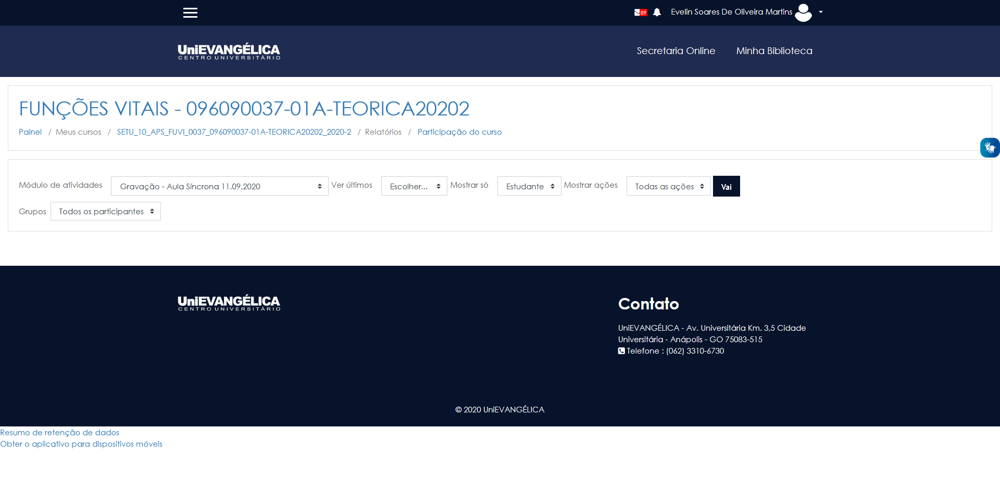 89 Evelin Soares De Oliveira Martins
UniEVANGÉLICA
CENTRO UNIVERSITÁRIO
Secretaria Online Minha Biblioteca
FUNÇÕES VITAIS - 096090037-01A-TEORICA20202
Painel / Meus cursos / SETU_10_APS_FUVI_0037_096090037-01A-TEORICA20202_2020-2 / Relatórios / Participação do curso
Módulo de atividades Gravação - Aula Síncrona 11.09.2020 Ver últimos Escolher... Mostrar só Estudante Mostrar ações Todas as ações Vai
Grupos Todos os participantes
UniEVANGÉLICA
CENTRO UNIVERSITÁRIO
Contato
UniEVANGÉLICA - Av. Universitária Km. 3,5 Cidade
Universitária - Anápolis - GO 75083-515
Telefone : (062) 3310-6730
© 2020 UniEVANGÉLICA
Resumo de retenção de dados
Obter o aplicativo para dispositivos móveis